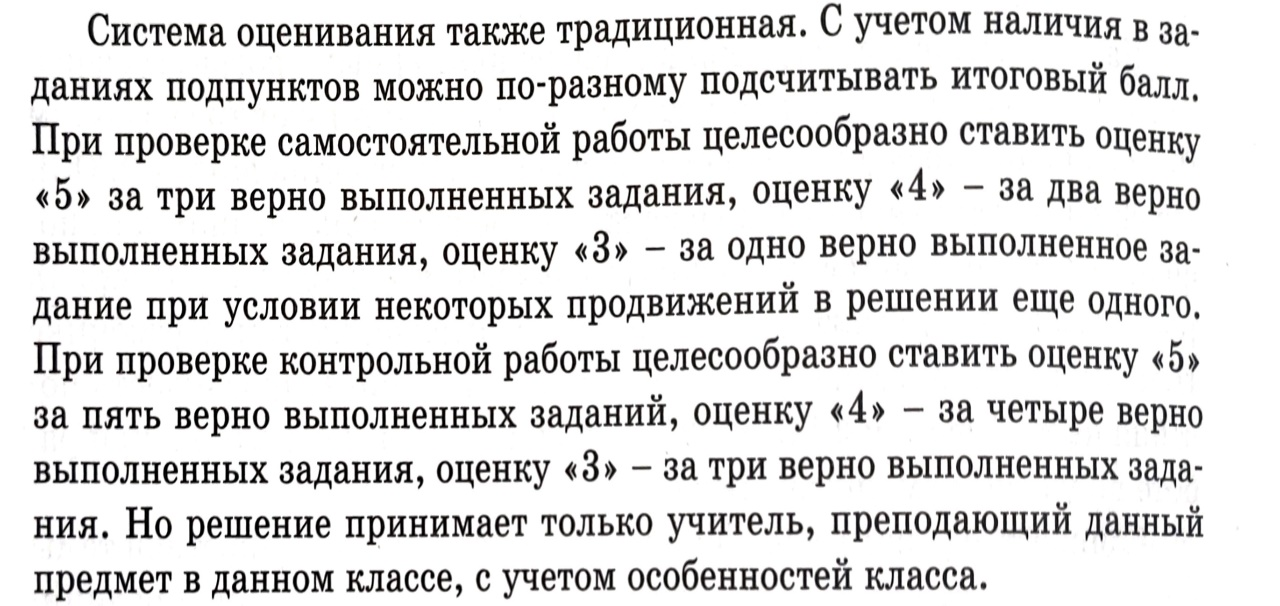 Система оценивания также традиционная. С учетом наличия в за-
даниях подпунктов можно по-разному подсчитывать итоговый балл.
При проверке самостоятельной работы целесообразно ставить оценку
«5» за три верно выполненных задания, оценку «4» – за два верно
выполненных задания, оценку «3» – за одно верно выполненное за-
дание при условии некоторых продвижений в решении еще одного.
При проверке контрольной работы целесообразно ставить оценку «5»
за пять верно выполненных заданий, оценку «4» – за четыре верно
выполненных задания, оценку «3» – за три верно выполненных зада-
ния. Но решение принимает только учитель, преподающий данный
предмет в данном классе, с учетом особенностей класса.